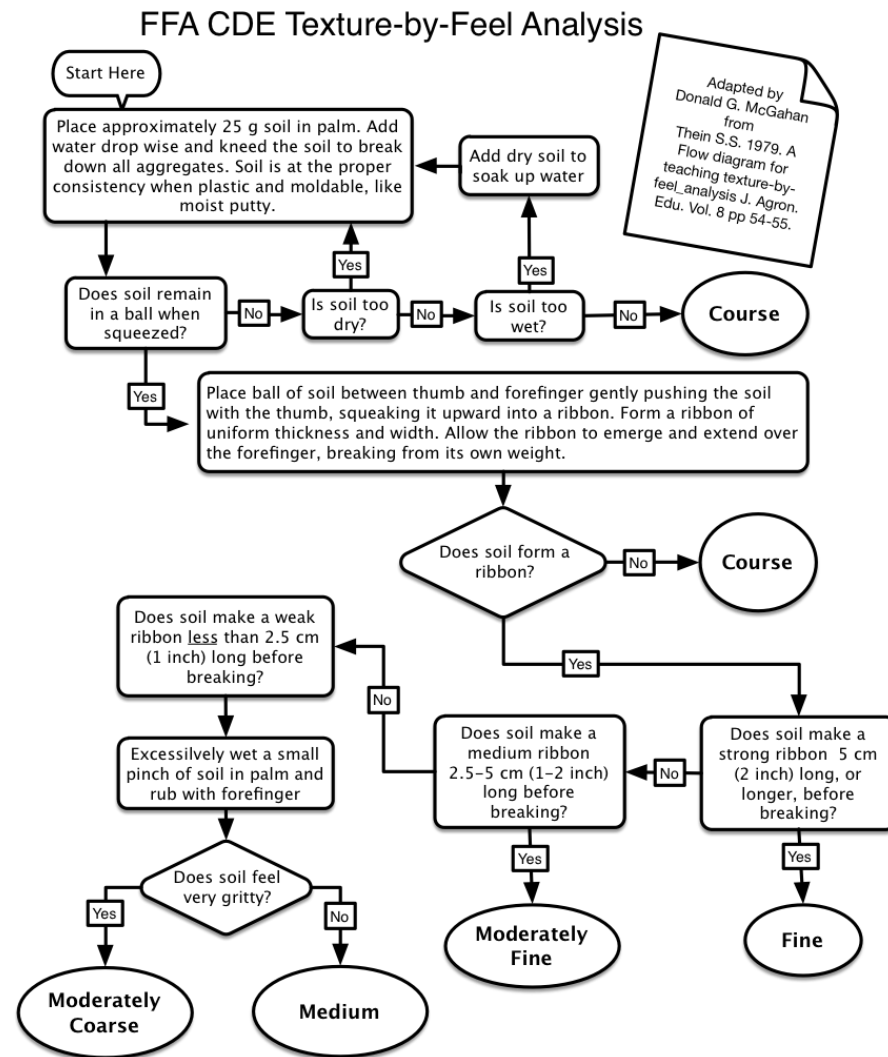 FFA CDE Texture-by-Feel Analysis
Start Here
Adapted by
Donald G. McGahan
from
Thein S.S. 1979. A
Flow diagram for
teaching texture-by-
feel_analysis J. Agron.
Edu. Vol. 8 pp 54-55.
Place approximately 25 g soil in palm. Add
water drop wise and kneed the soil to break
down all aggregates. Soil is at the proper
consistency when plastic and moldable, like
moist putty.
Add dry soil to
soak up water
Yes
Yes
Does soil remain
in a ball when
squeezed?
No
Is soil too
dry?
No
Is soil too
wet?
No
Course
Yes
Place ball of soil between thumb and forefinger gently pushing the soil
with the thumb, squeaking it upward into a ribbon. Form a ribbon of
uniform thickness and width. Allow the ribbon to emerge and extend over
the forefinger, breaking from its own weight.
Does soil form a
ribbon?
No
Course
Yes
Does soil make a weak
ribbon less than 2.5 cm
(1 inch) long before
breaking?
No
Does soil make a
medium ribbon
2.5-5 cm (1-2 inch)
long before
breaking?
No
Does soil make a
strong ribbon 5 cm
(2 inch) long, or
longer, before
breaking?
Excessilvely wet a small
pinch of soil in palm and
rub with forefinger
Yes
Yes
Does soil feel
very gritty?
Yes
No
Moderately
Fine
Fine
Moderately
Coarse
Medium